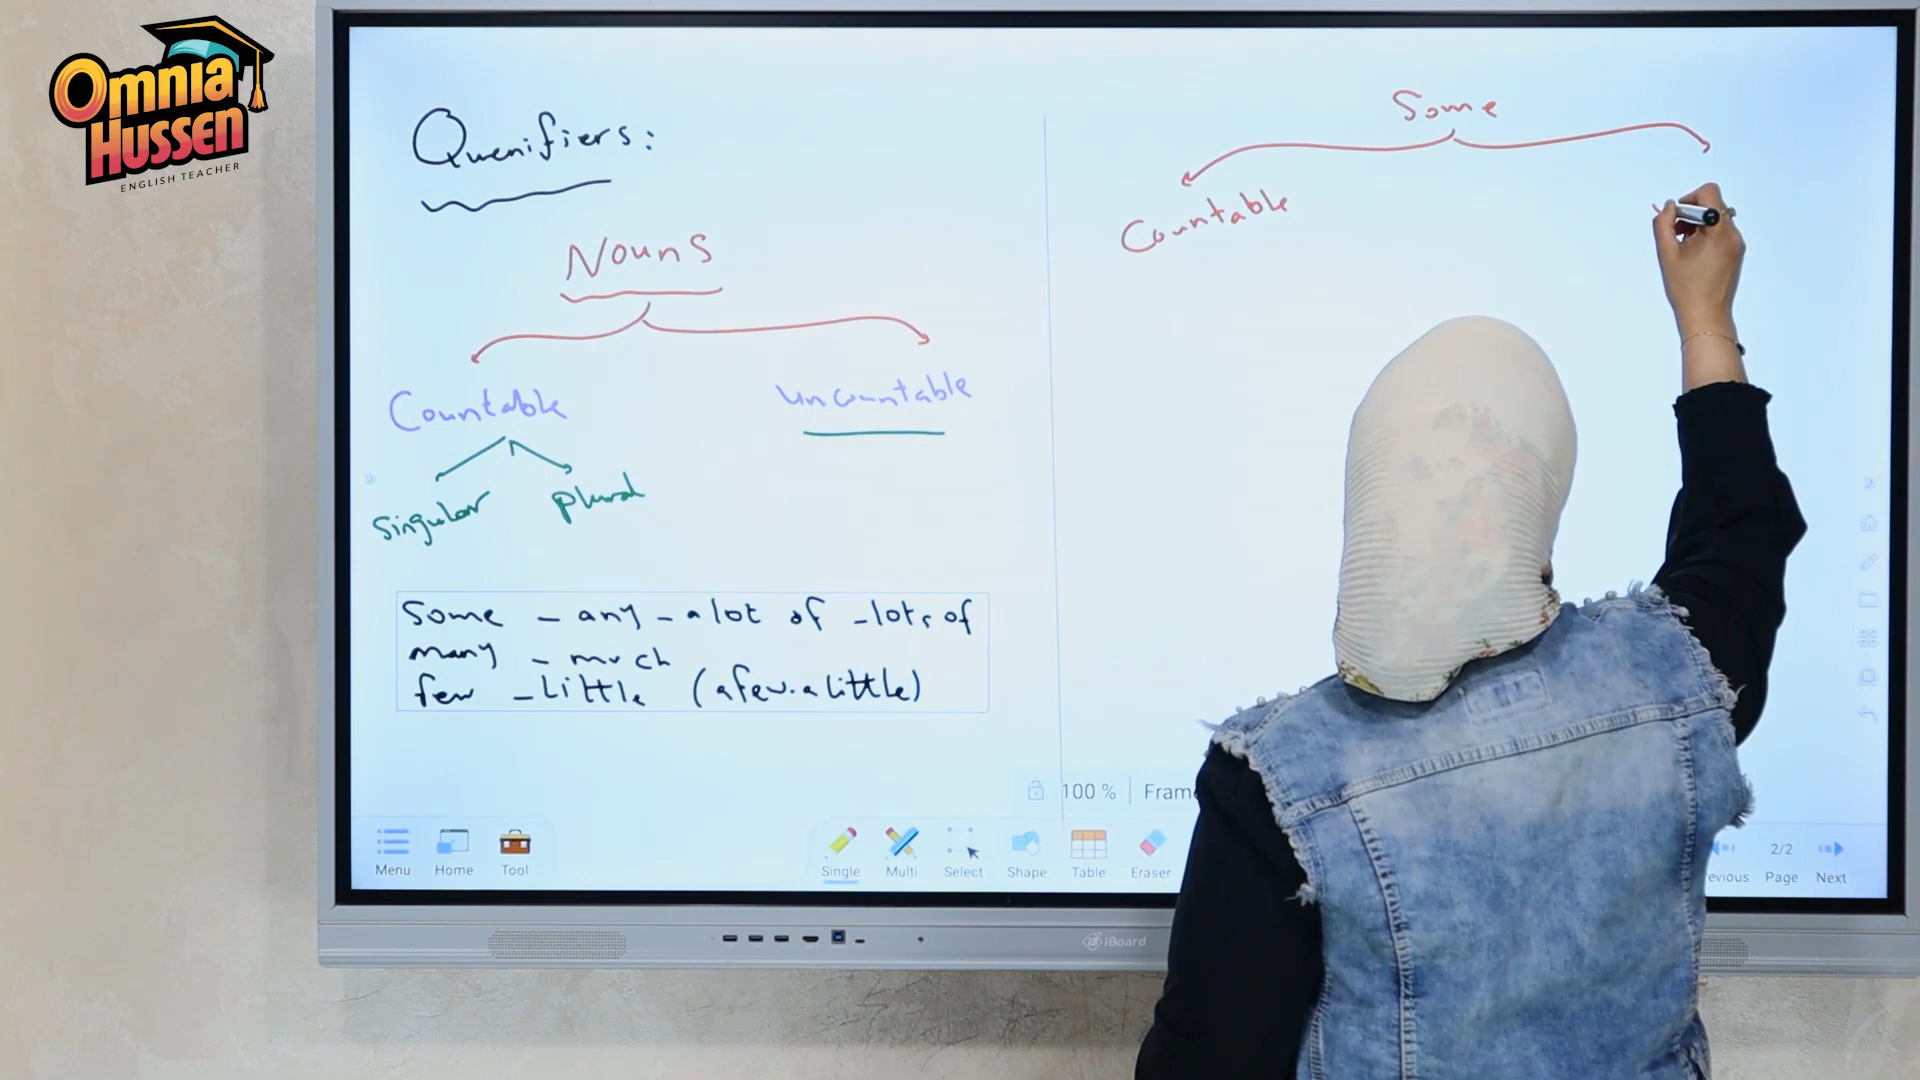 Omnia
Hussen
ENGLISH TEACHER
Quenifiers:
Nouns
Countable
uncountable
singular
plural
Some - any - a lot of - lots of
many - much
few - little (a few. a little)
Some
Countable
100 %
Frame
Menu
Home
Tool
Single
Multi
Select
Shape
Table
Eraser
evious
2/2
Page
Next
IBoard